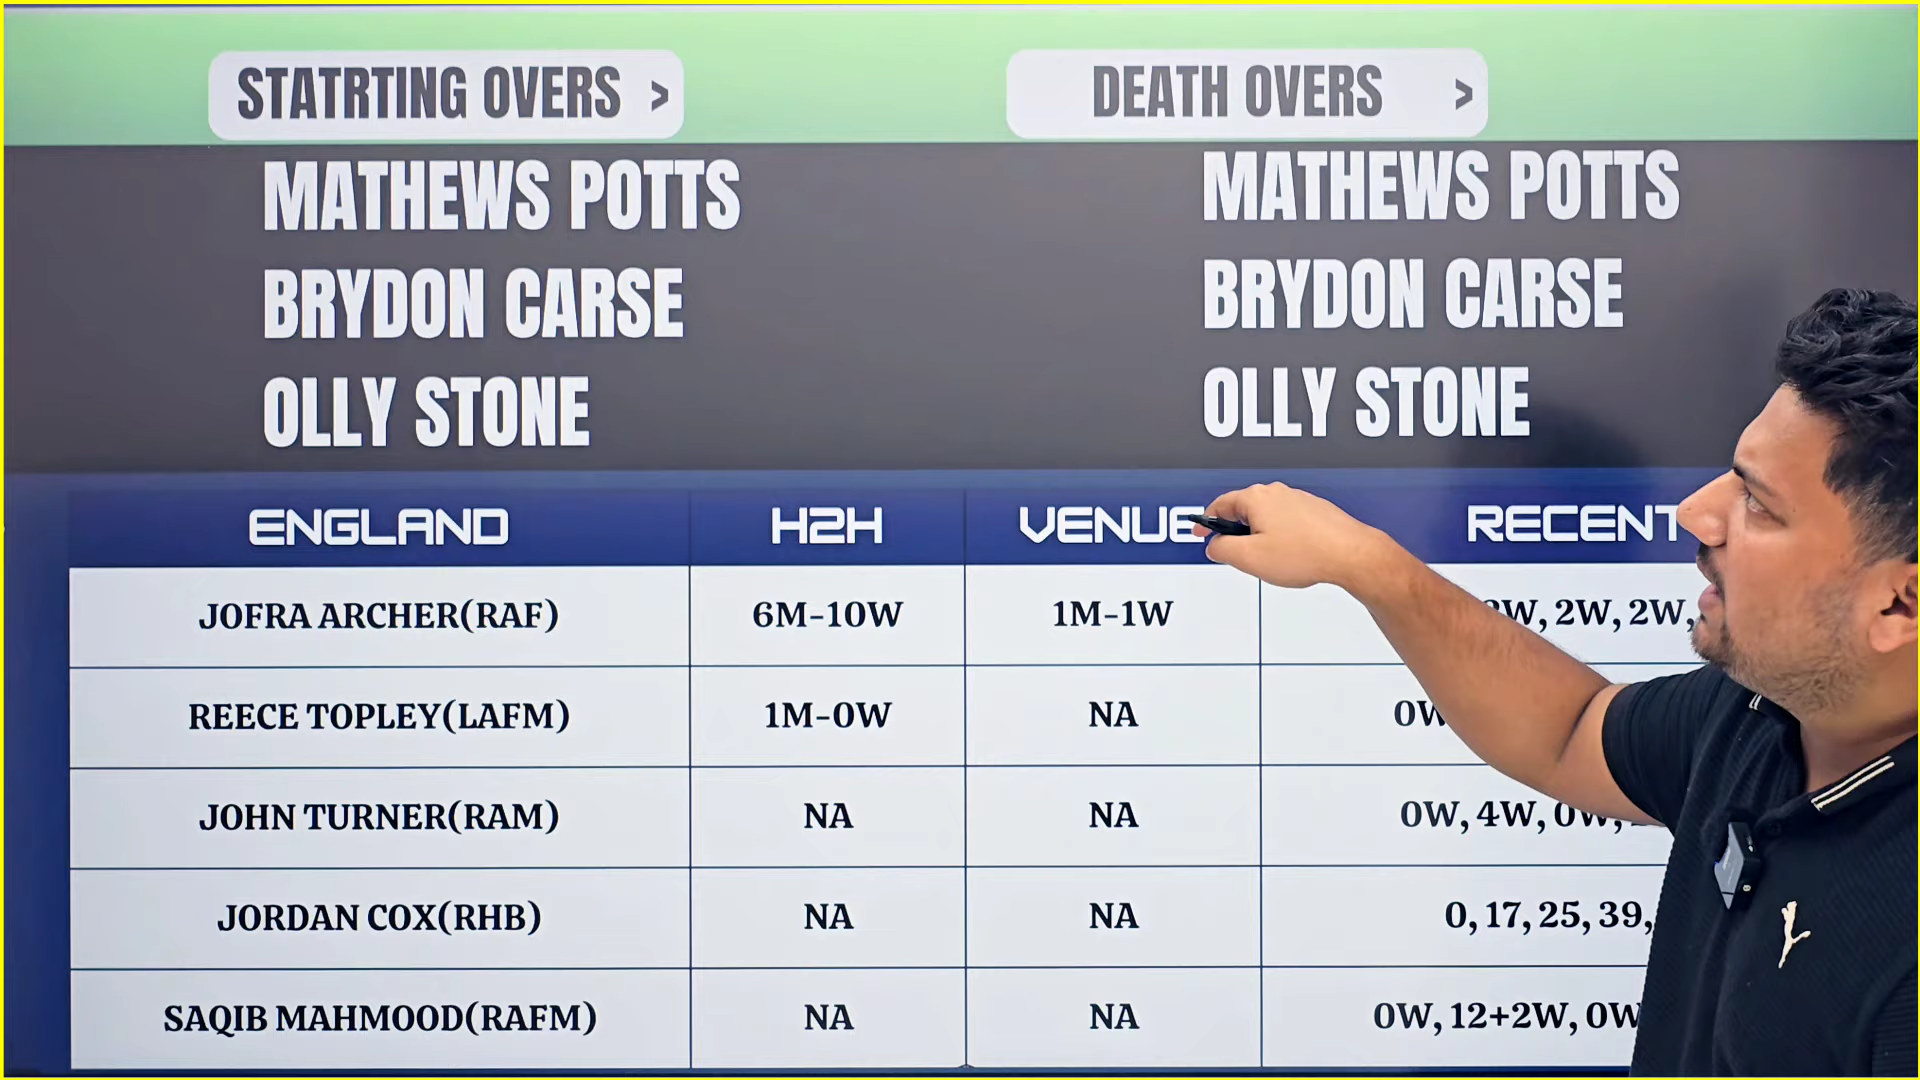 STATRTING OVERS >
DEATH OVERS >
MATHEWS POTTS
BRYDON CARSE
OLLY STONE
MATHEWS POTTS
BRYDON CARSE
OLLY STONE
ENGLAND H2H VENUE RECENT
JOFRA ARCHER(RAF) 6M-10W 1M-1W 2W, 2W,
REECE TOPLEY(LAFM) 1M-0W NA 0W
JOHN TURNER(RAM) NA NA 0W, 4W, 0W,
JORDAN COX(RHB) NA NA 0, 17, 25, 39,
SAQIB MAHMOOD(RAFM) NA NA 0W, 12+2W, 0W